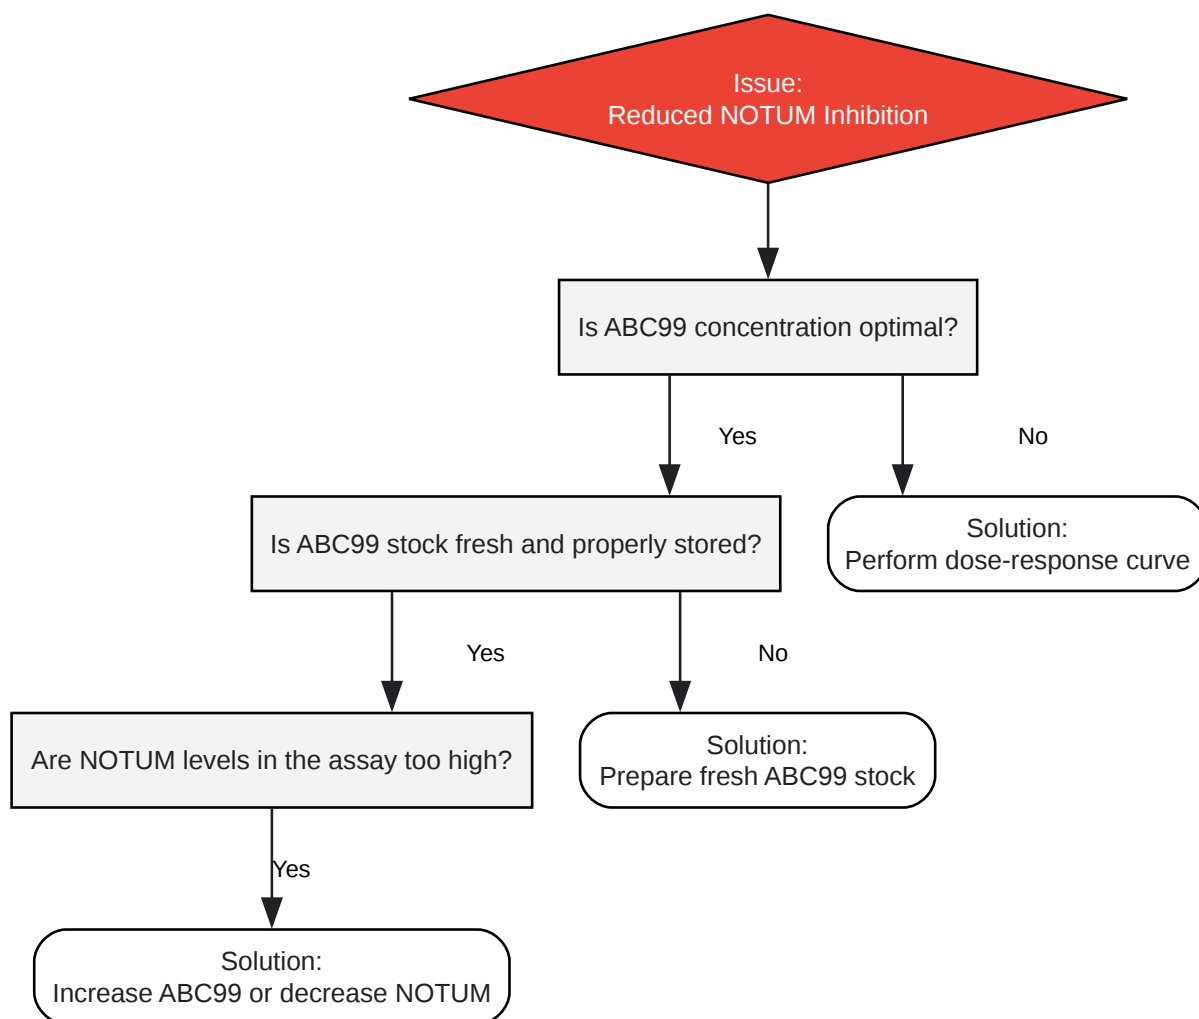 Issue:
Reduced NOTUM Inhibition
Is ABC99 concentration optimal?
Yes
No
Is ABC99 stock fresh and properly stored?
Solution:
Perform dose-response curve
Yes
No
Are NOTUM levels in the assay too high?
Solution:
Prepare fresh ABC99 stock
Yes
Solution:
Increase ABC99 or decrease NOTUM